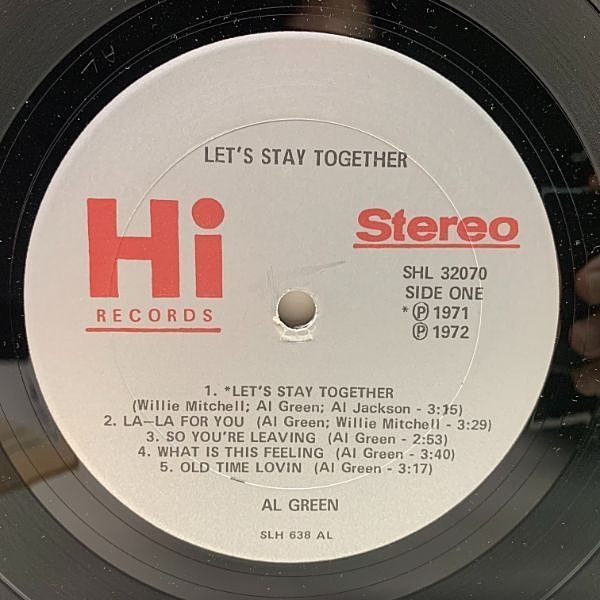 LET'S STAY TOGETHER
Hi
RECORDS
Stereo
SHL 32070
SIDE ONE
*Ⓟ 1971
Ⓟ 1972
1. *LET'S STAY TOGETHER
(Willie Mitchell; Al Green; Al Jackson - 3:15)
2. LA—LA FOR YOU (Al Green; Willie Mitchell - 3:29)
3. SO YOU'RE LEAVING (Al Green - 2:53)
4. WHAT IS THIS FEELING (Al Green - 3:40)
5. OLD TIME LOVIN (Al Green - 3:17)
AL GREEN
SLH 638 AL